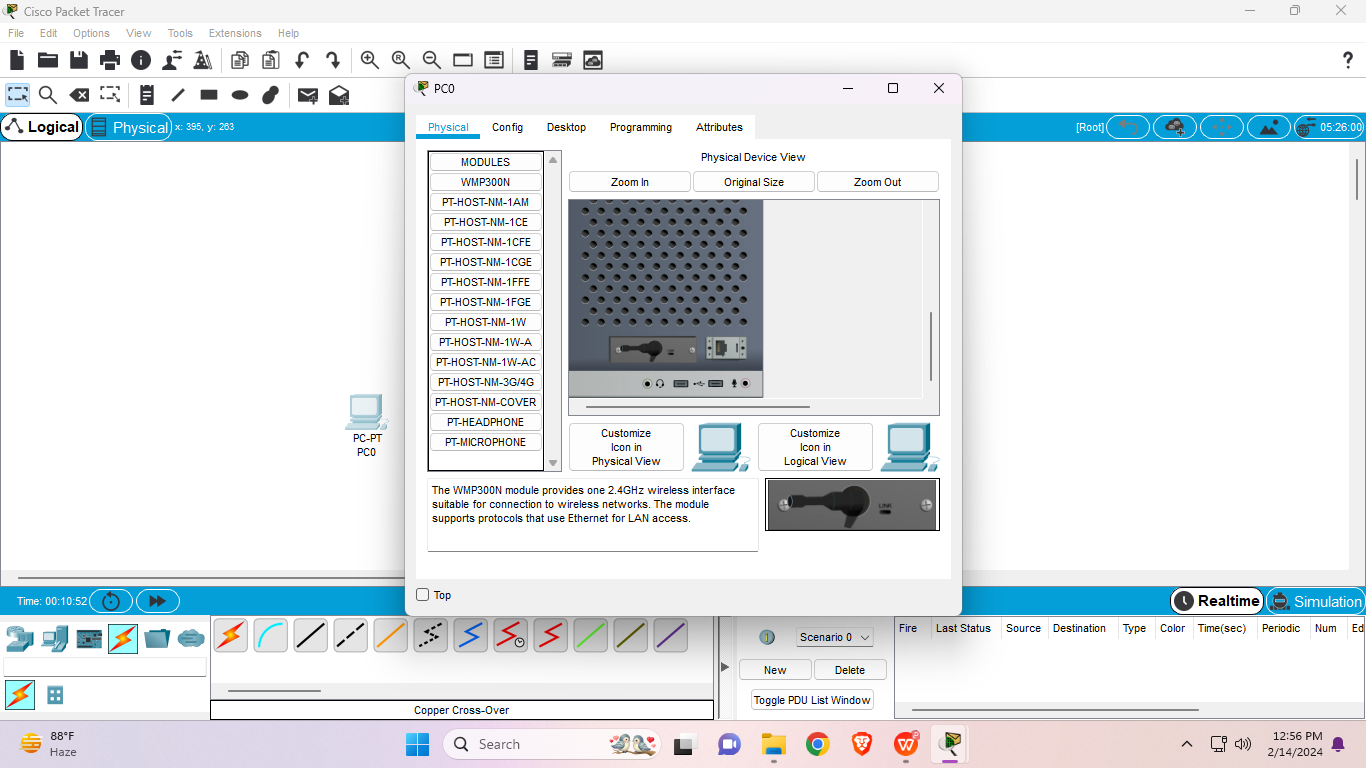 Cisco Packet Tracer
File Edit Options View Tools Extensions Help
Logical
Physical
x: 395, y: 263
[Root]
05:26:00
PC0
Physical Config Desktop Programming Attributes
MODULES
WMP300N
PT-HOST-NM-1AM
PT-HOST-NM-1CE
PT-HOST-NM-1CFE
PT-HOST-NM-1CGE
PT-HOST-NM-1FFE
PT-HOST-NM-1FGE
PT-HOST-NM-1W
PT-HOST-NM-1W-A
PT-HOST-NM-1W-AC
PT-HOST-NM-3G/4G
PT-HOST-NM-COVER
PT-HEADPHONE
PT-MICROPHONE
Physical Device View
Zoom In Original Size Zoom Out
Customize
Icon in
Physical View
Customize
Icon in
Logical View
The WMP300N module provides one 2.4GHz wireless interface
suitable for connection to wireless networks. The module
supports protocols that use Ethernet for LAN access.
LINK
Top
PC-PT
PC0
Time: 00:10:52
Realtime
Simulation
Scenario 0
New Delete
Toggle PDU List Window
Fire Last Status Source Destination Type Color Time(sec) Periodic Num Ed
Copper Cross-Over
88°F
Haze
Search
12:56 PM
2/14/2024